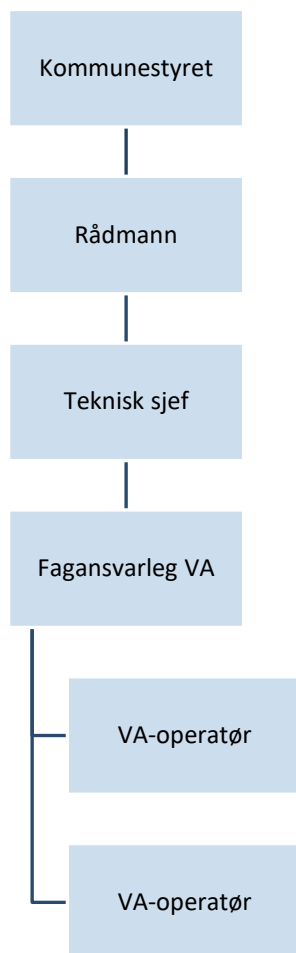 Kommunestyret
Rådmann
Teknisk sjef
Fagansvarleg VA
VA-operatør
VA-operatør